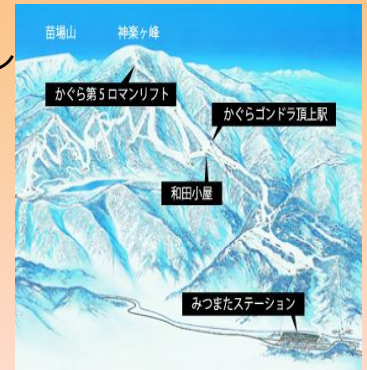 苗場山 神楽ヶ峰
かぐら第5ロマンリフト
かぐらゴンドラ頂上駅
和田小屋
みつまたステーション